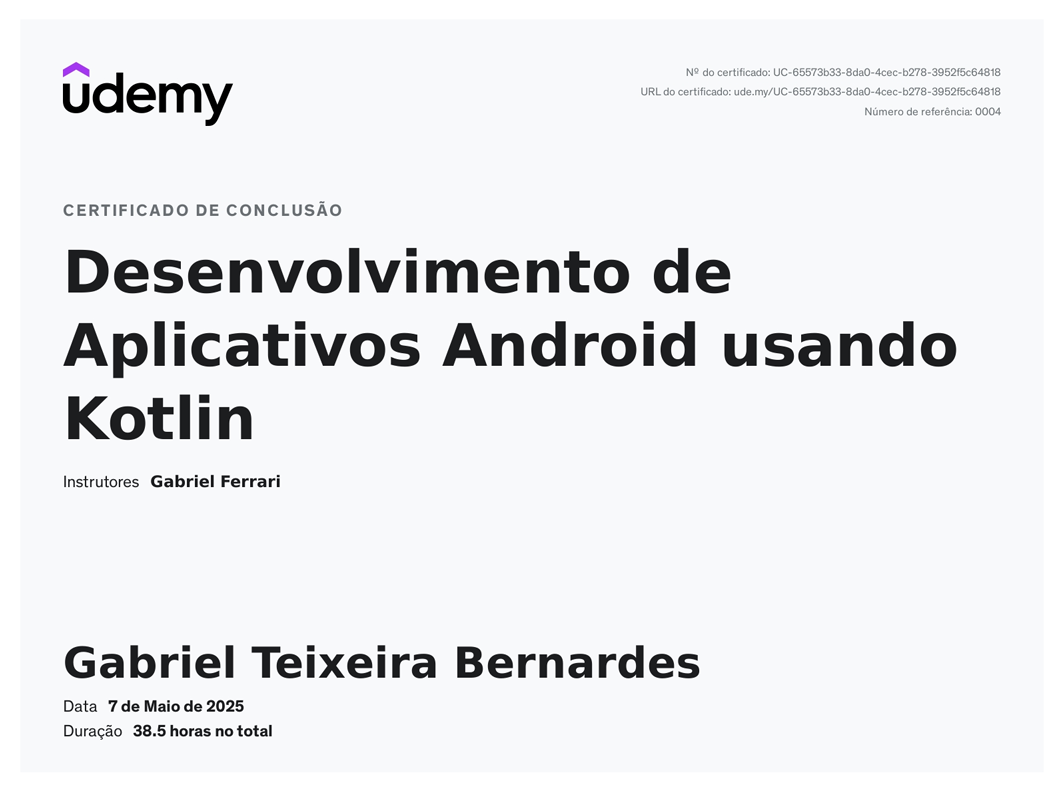 udemy
Nº do certificado: UC-65573b33-8da0-4cec-b278-3952f5c64818
URL do certificado: ude.my/UC-65573b33-8da0-4cec-b278-3952f5c64818
Número de referência: 0004
CERTIFICADO DE CONCLUSÃO
Desenvolvimento de
Aplicativos Android usando
Kotlin
Instrutores Gabriel Ferrari
Gabriel Teixeira Bernardes
Data 7 de Maio de 2025
Duração 38.5 horas no total